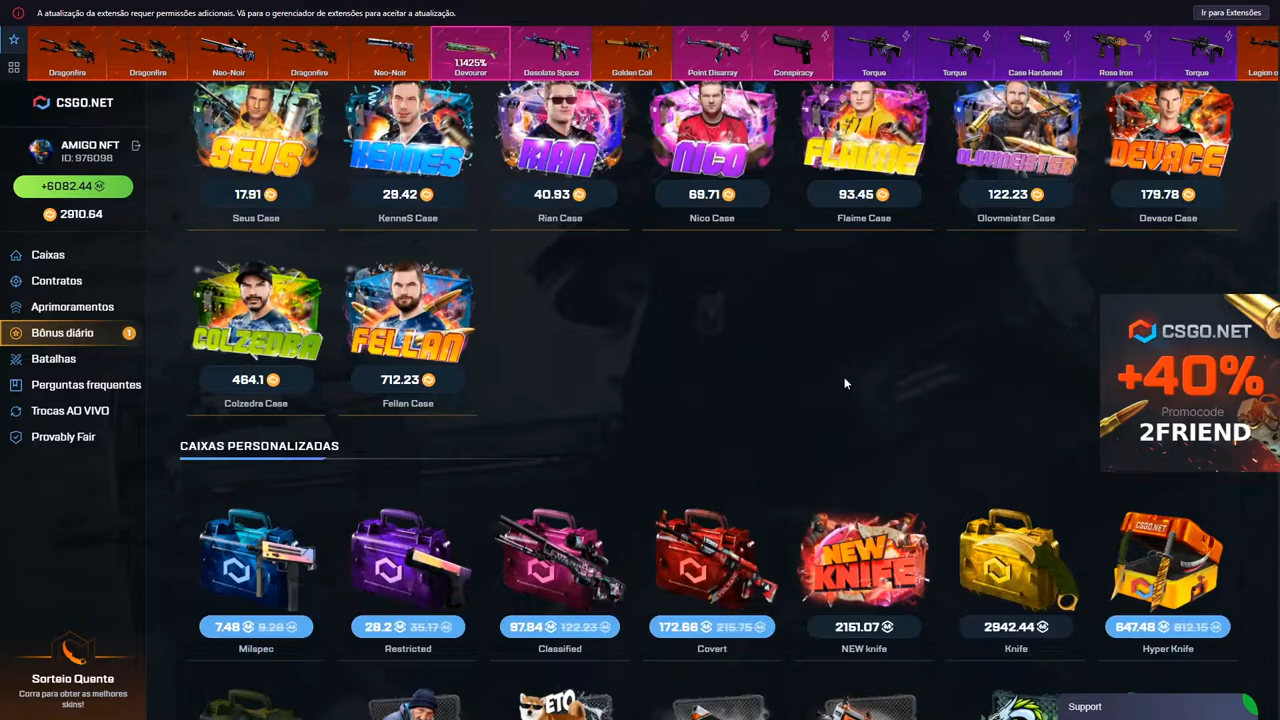 A atualização da extensão requer permissões adicionais. Vá para o gerenciador de extensões para aceitar a atualização.
Ir para Extensões
Dragonfire
Dragonfire
Neo-Noir
Dragonfire
Neo-Noir
1.1425%
Devourer
Desolate Space
Golden Coil
Point Disarray
Conspiracy
Torque
Torque
Case Hardened
Rose Iron
Torque
Legion o
CSGO.NET
AMIGO NFT
ID: 976098
+6082.44
2910.64
Caixas
Contratos
Aprimoramentos
Bônus diário 1
Batalhas
Perguntas frequentes
Trocas AO VIVO
Provably Fair
Sorteio Quente
Corra para obter as melhores
skins!
SEUS
KENNES
RIAN
NICO
FLAIME
OLOVMEISTER
DEVACE
17.91
29.42
40.93
69.71
93.45
122.23
179.78
Seus Case
KenneS Case
Rian Case
Nico Case
Flaime Case
Olovmeister Case
Devace Case
COLZEDRA
FELLAN
464.1
712.23
Colzedra Case
Fellan Case
CSGO.NET
+40%
Promocode
2FRIEND
CAIXAS PERSONALIZADAS
NEW
KNIFE
CSGO.NET
7.48 9.28
28.2 35.17
97.84 122.23
172.66 215.75
2151.07
2942.44
647.48 812.15
Milspec
Restricted
Classified
Covert
NEW knife
Knife
Hyper Knife
Support